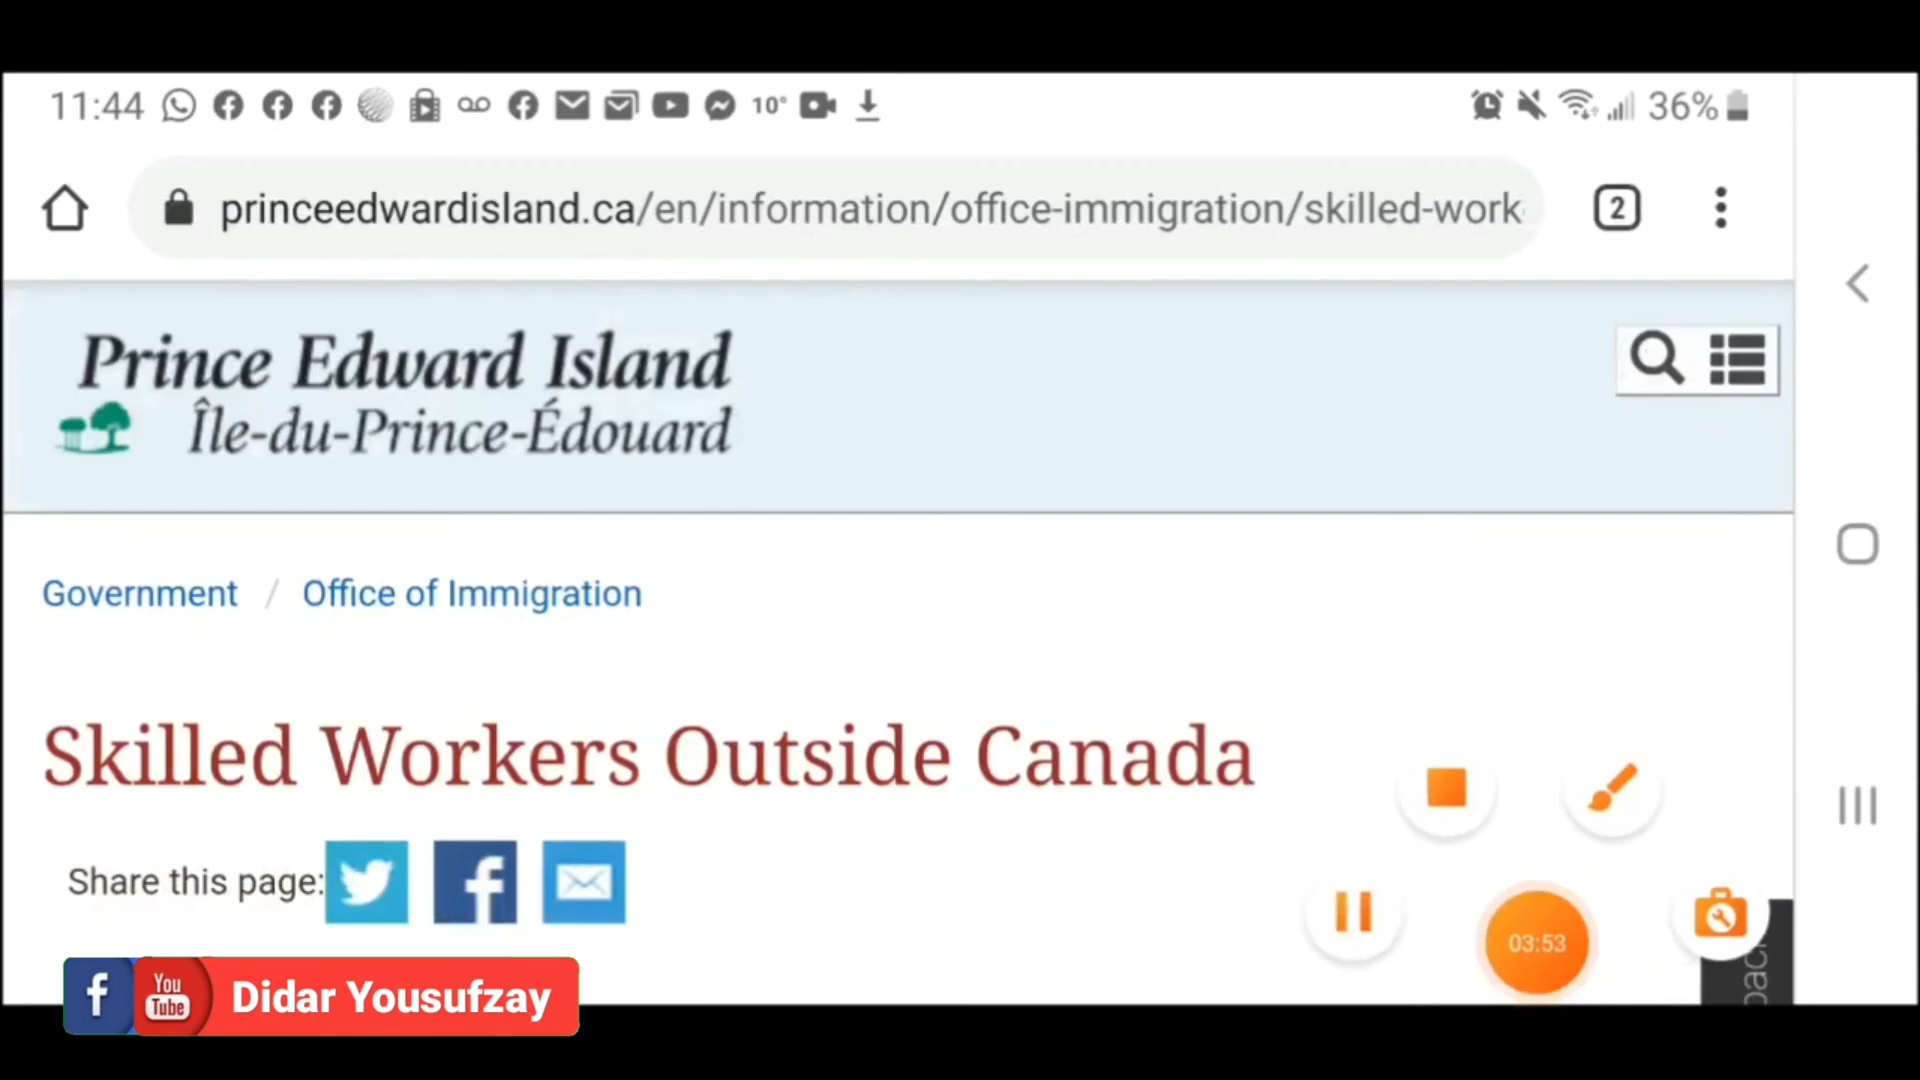 11:44
10°
36%
princeedwardisland.ca/en/information/office-immigration/skilled-work
2
Prince Edward Island
Île-du-Prince-Édouard
Government / Office of Immigration
Skilled Workers Outside Canada
Share this page:
03:53
You
Tube
Didar Yousufzay